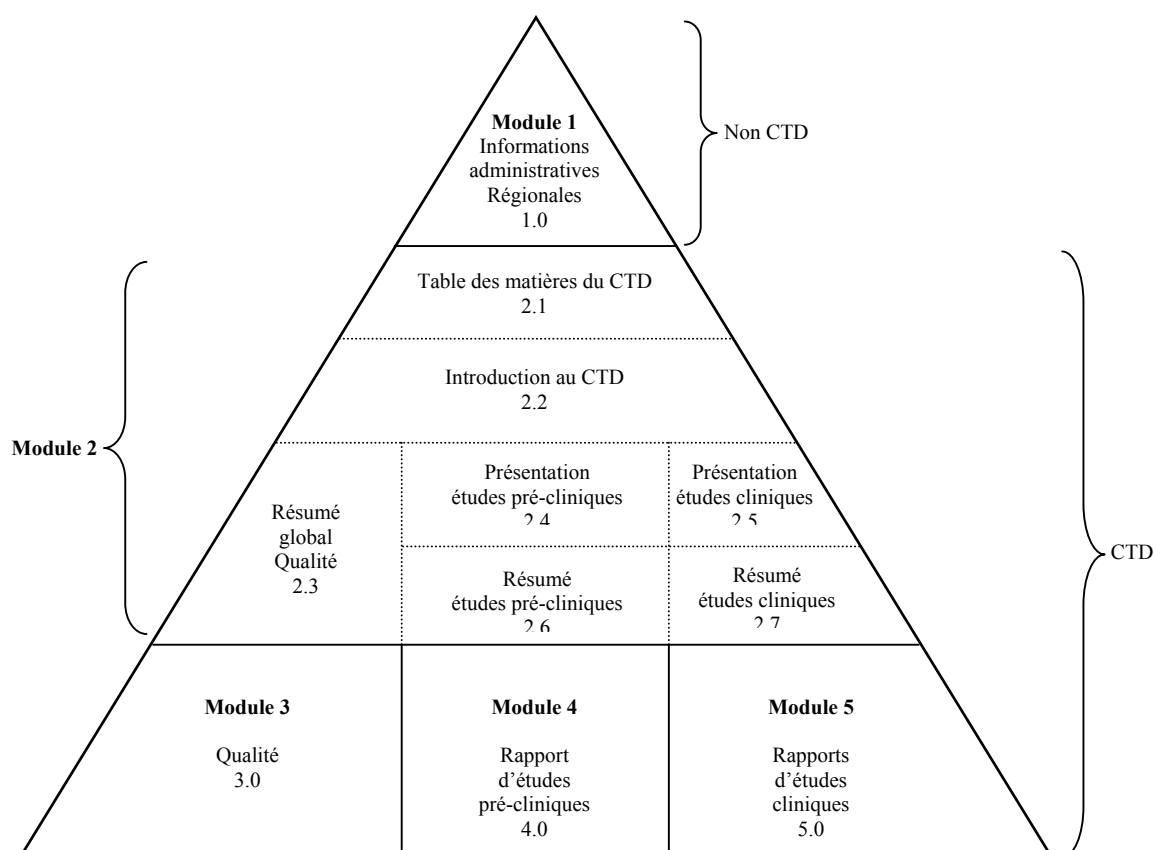 Module 1
Informations
administratives
Régionales
1.0
Non CTD
Table des matières du CTD
2.1
Introduction au CTD
2.2
Module 2
Résumé
global
Qualité
2.3
Présentation
études pré-cliniques
2.4
Présentation
études cliniques
2.5
Résumé
études pré-cliniques
2.6
Résumé
études cliniques
2.7
CTD
Module 3
Qualité
3.0
Module 4
Rapport
d’études
pré-cliniques
4.0
Module 5
Rapports
d’études
cliniques
5.0